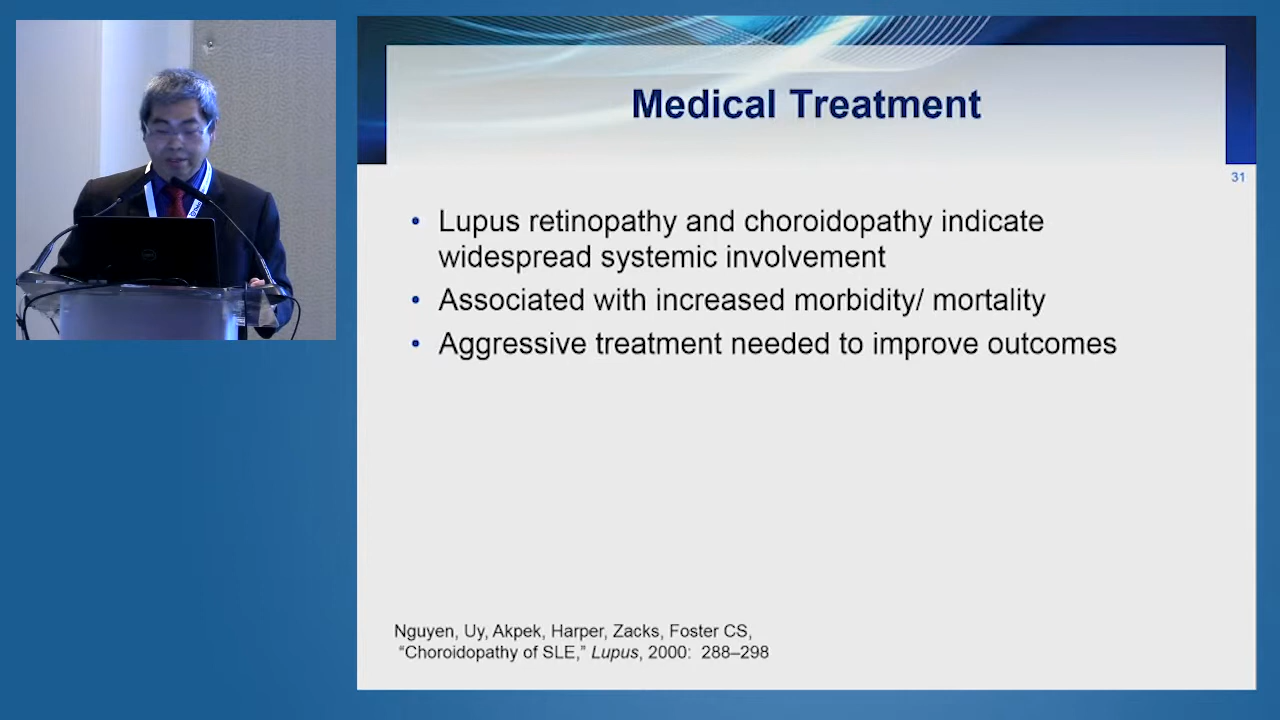 Medical Treatment
31
• Lupus retinopathy and choroidopathy indicate
widespread systemic involvement
• Associated with increased morbidity/ mortality
• Aggressive treatment needed to improve outcomes
Nguyen, Uy, Akpek, Harper, Zacks, Foster CS,
“Choroidopathy of SLE,” Lupus, 2000: 288–298